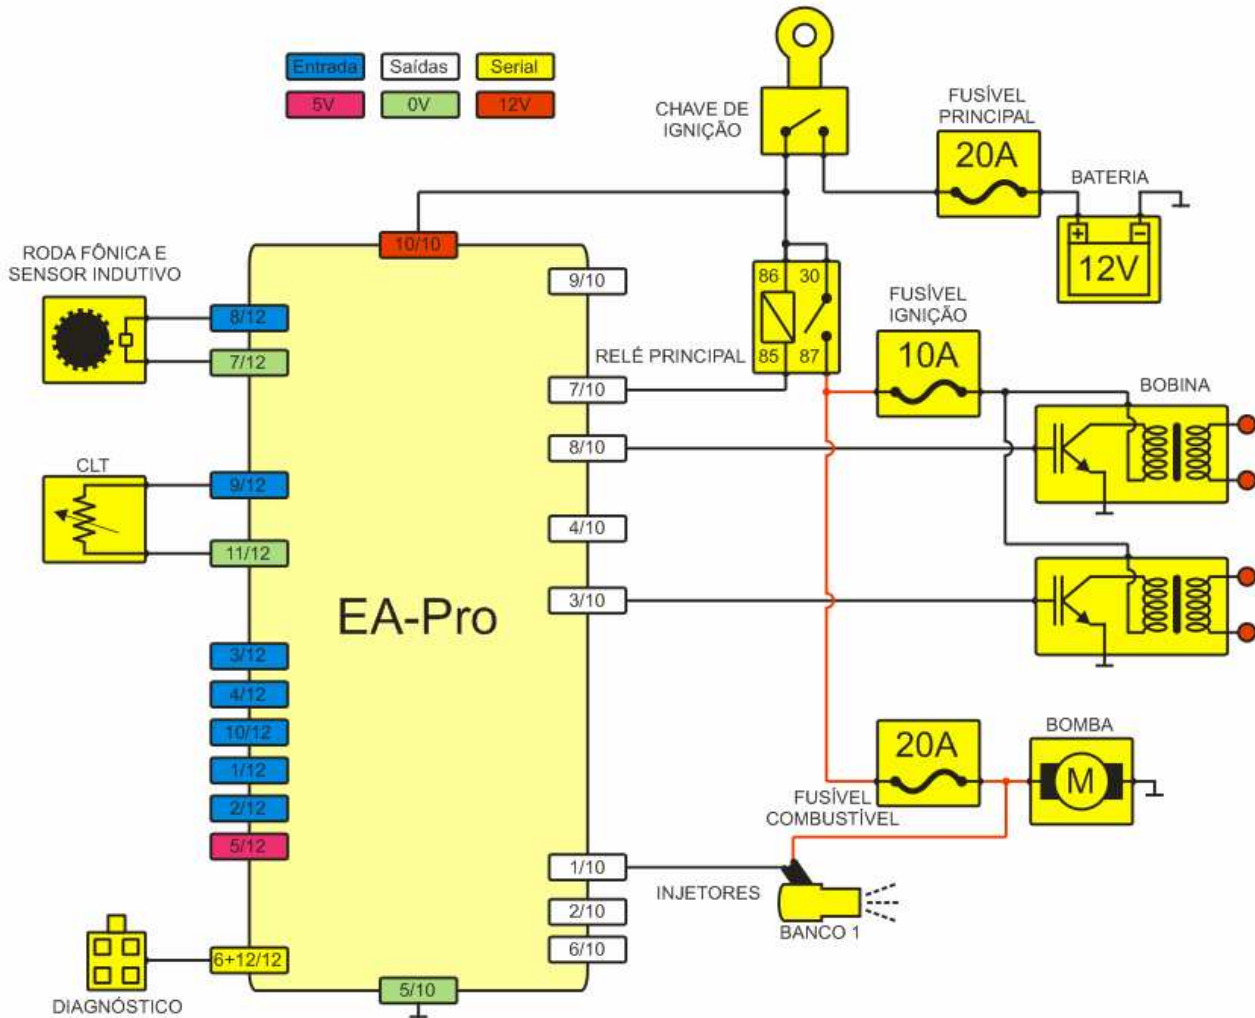 Entrada
Saídas
Serial
5V
0V
12V
CHAVE DE
IGNIÇÃO
FUSÍVEL
PRINCIPAL
20A
BATERIA
+
−
12V
10/10
RODA FÔNICA E
SENSOR INDUTIVO
8/12
7/12
9/10
86
30
85
87
RELÉ PRINCIPAL
FUSÍVEL
IGNIÇÃO
10A
7/10
BOBINA
8/10
CLT
9/12
11/12
4/10
3/10
EA-Pro
3/12
4/12
10/12
1/12
2/12
5/12
20A
FUSÍVEL
COMBUSTÍVEL
BOMBA
M
1/10
INJETORES
BANCO 1
2/10
6/10
6+12/12
DIAGNÓSTICO
5/10